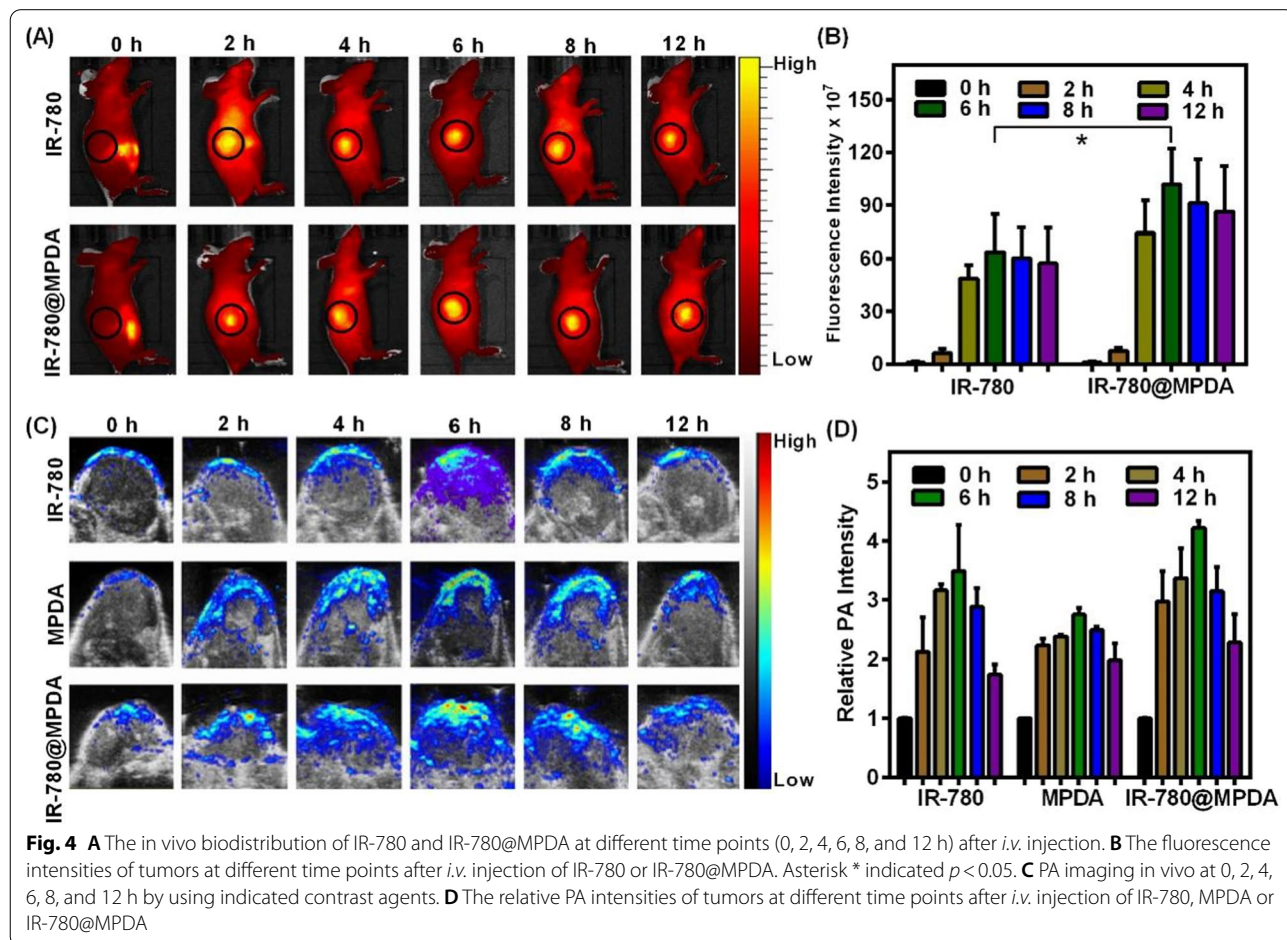 (A)
0 h 2 h 4 h 6 h 8 h 12 h
IR-780
IR-780@MPDA
High
Low
(B)
0 h 2 h 4 h
6 h 8 h 12 h
Fluorescence Intensity x 10⁷
150
120
90
60
30
0
*
IR-780 IR-780@MPDA
(C)
0 h 2 h 4 h 6 h 8 h 12 h
IR-780
MPDA
IR-780@MPDA
High
Low
(D)
0 h 2 h 4 h
6 h 8 h 12 h
Relative PA Intensity
5
4
3
2
1
0
IR-780 MPDA IR-780@MPDA
Fig. 4 A The in vivo biodistribution of IR-780 and IR-780@MPDA at different time points (0, 2, 4, 6, 8, and 12 h) after i.v. injection. B The fluorescence
intensities of tumors at different time points after i.v. injection of IR-780 or IR-780@MPDA. Asterisk * indicated p < 0.05. C PA imaging in vivo at 0, 2, 4,
6, 8, and 12 h by using indicated contrast agents. D The relative PA intensities of tumors at different time points after i.v. injection of IR-780, MPDA or
IR-780@MPDA